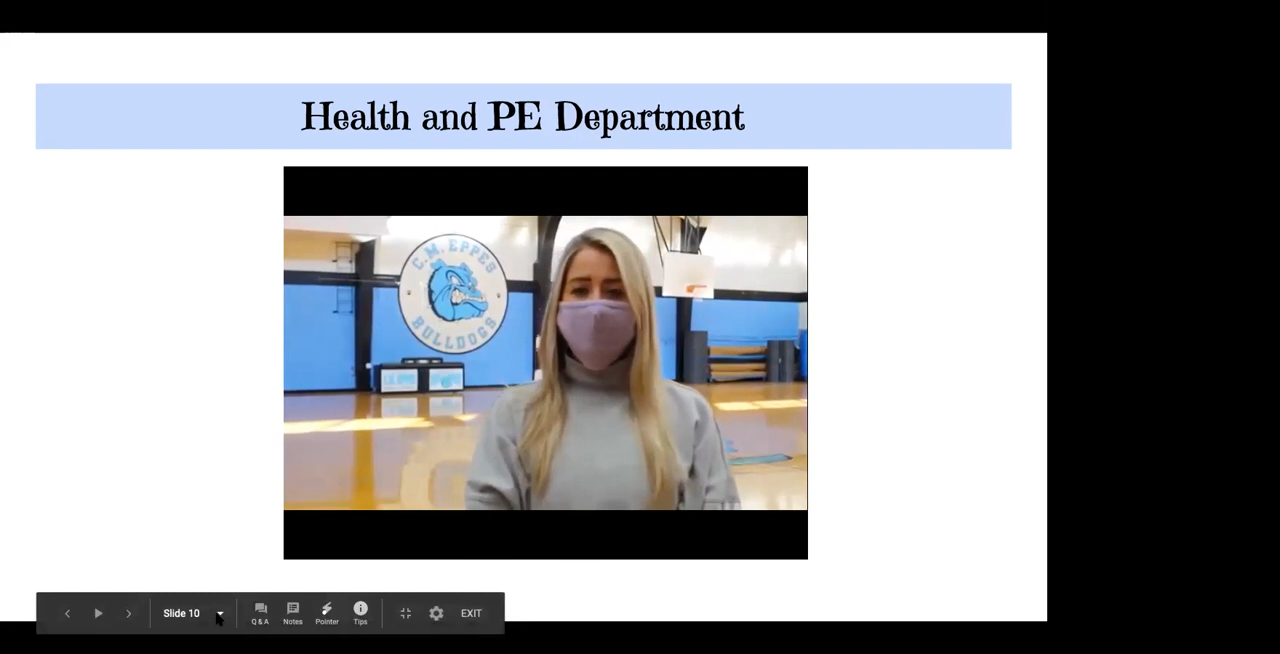 Health and PE Department
C.M. EPPES
BULLDOGS
Slide 10
Q & A
Notes
Pointer
Tips
EXIT